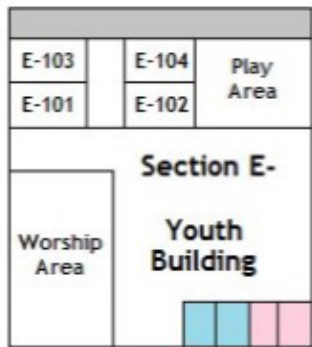 E-103
E-104
Play
Area
E-101
E-102
Section E-
Youth
Building
Worship
Area